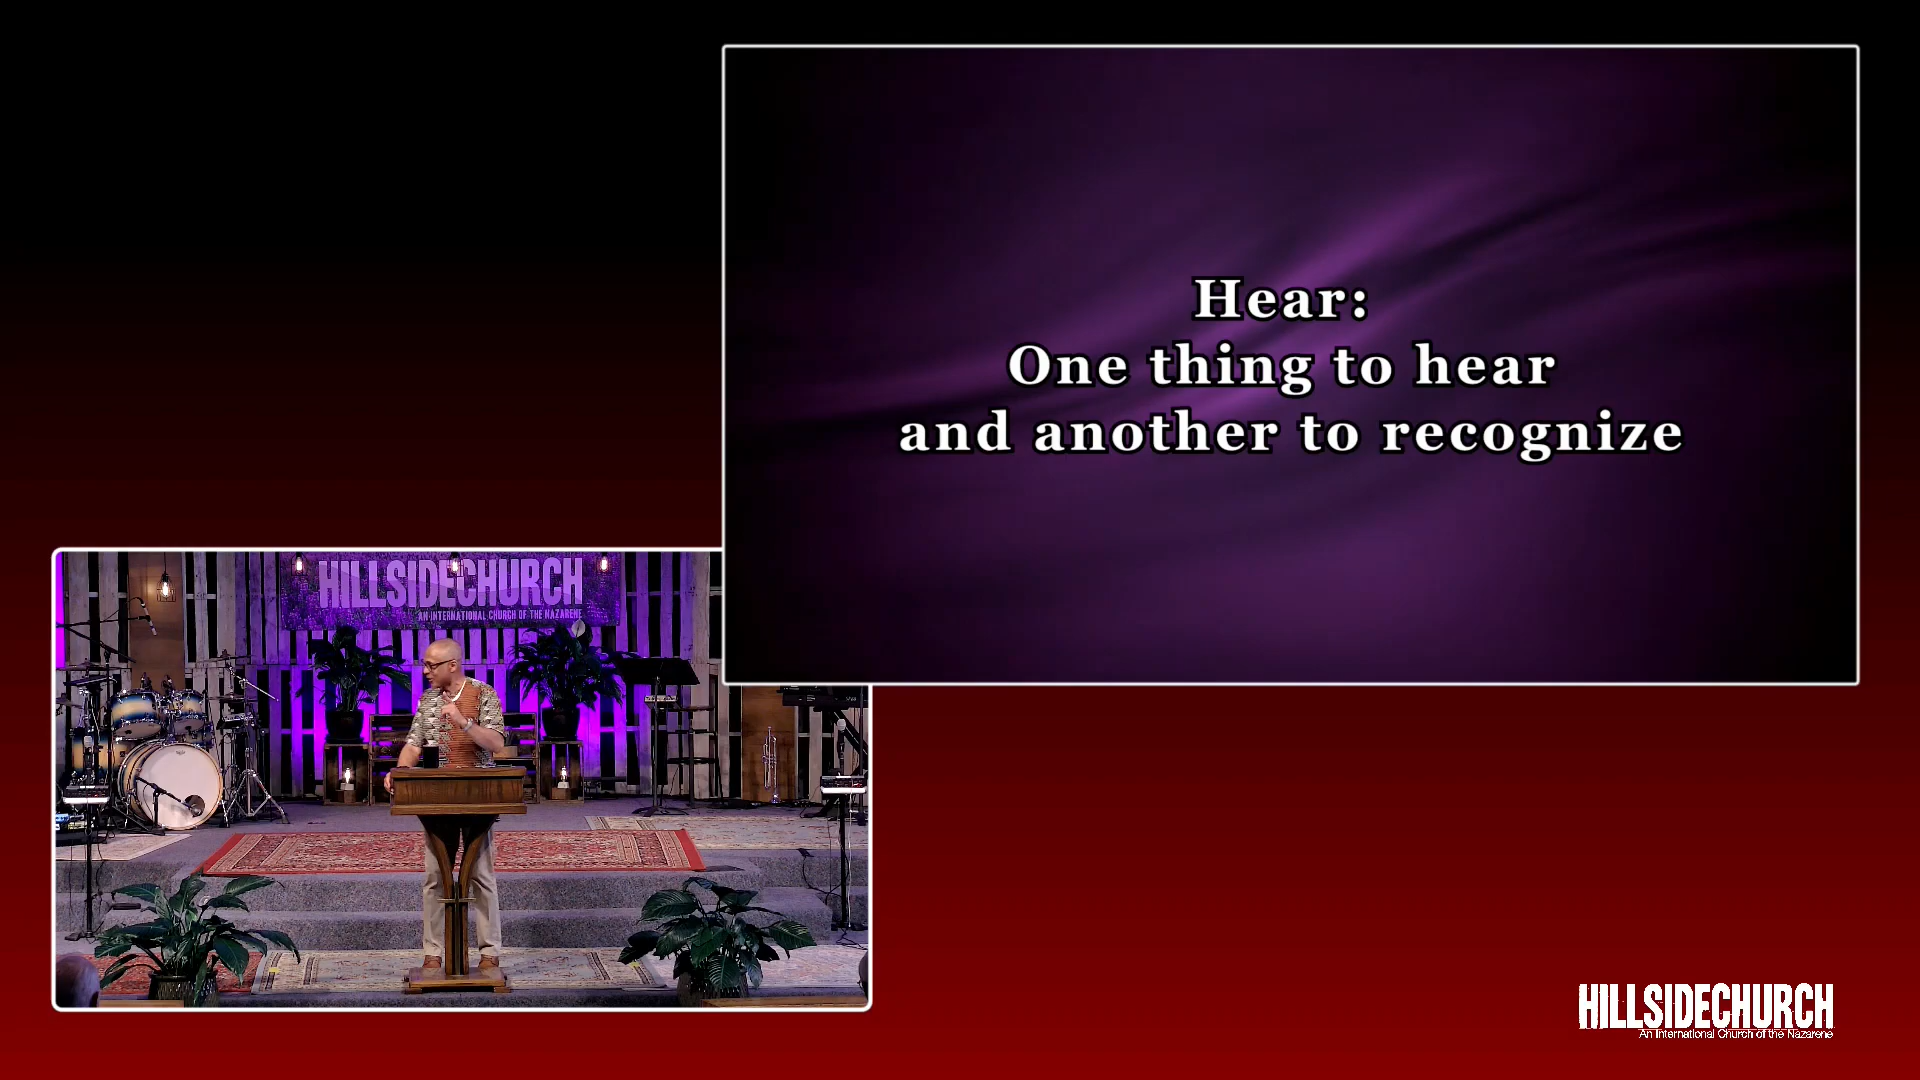 Hear:
One thing to hear
and another to recognize
HILLSIDECHURCH
AN INTERNATIONAL CHURCH OF THE NAZARENE
HILLSIDECHURCH
An International Church of the Nazarene